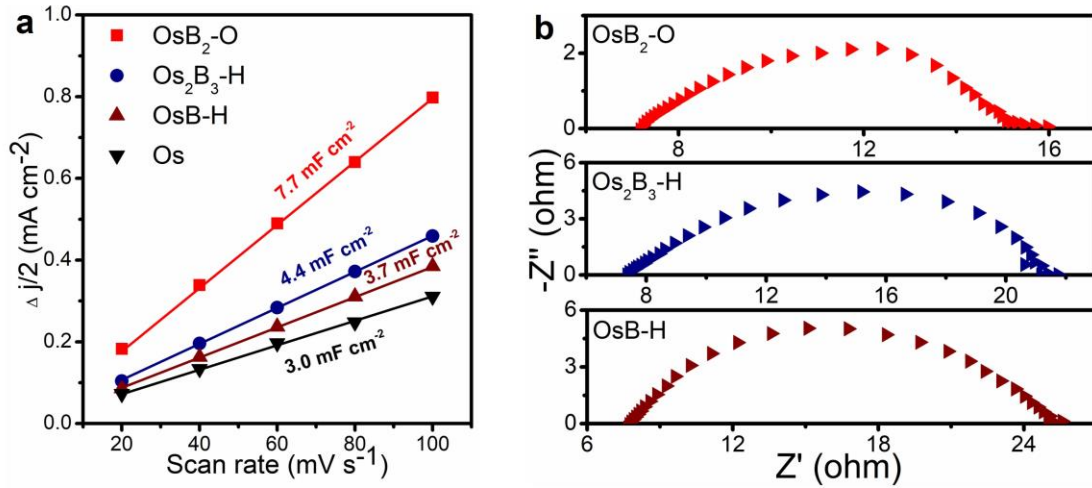 a
1.0
0.8
0.6
0.4
0.2
0.0
Δ j/2 (mA cm⁻²)
OsB₂-O
Os₂B₃-H
OsB-H
Os
7.7 mF cm⁻²
4.4 mF cm⁻²
3.7 mF cm⁻²
3.0 mF cm⁻²
20 40 60 80 100
Scan rate (mV s⁻¹)
b
-Z'' (ohm)
OsB₂-O
2
0
8 12 16
Os₂B₃-H
6
3
0
8 12 16 20
OsB-H
5
0
6 12 18 24
Z' (ohm)